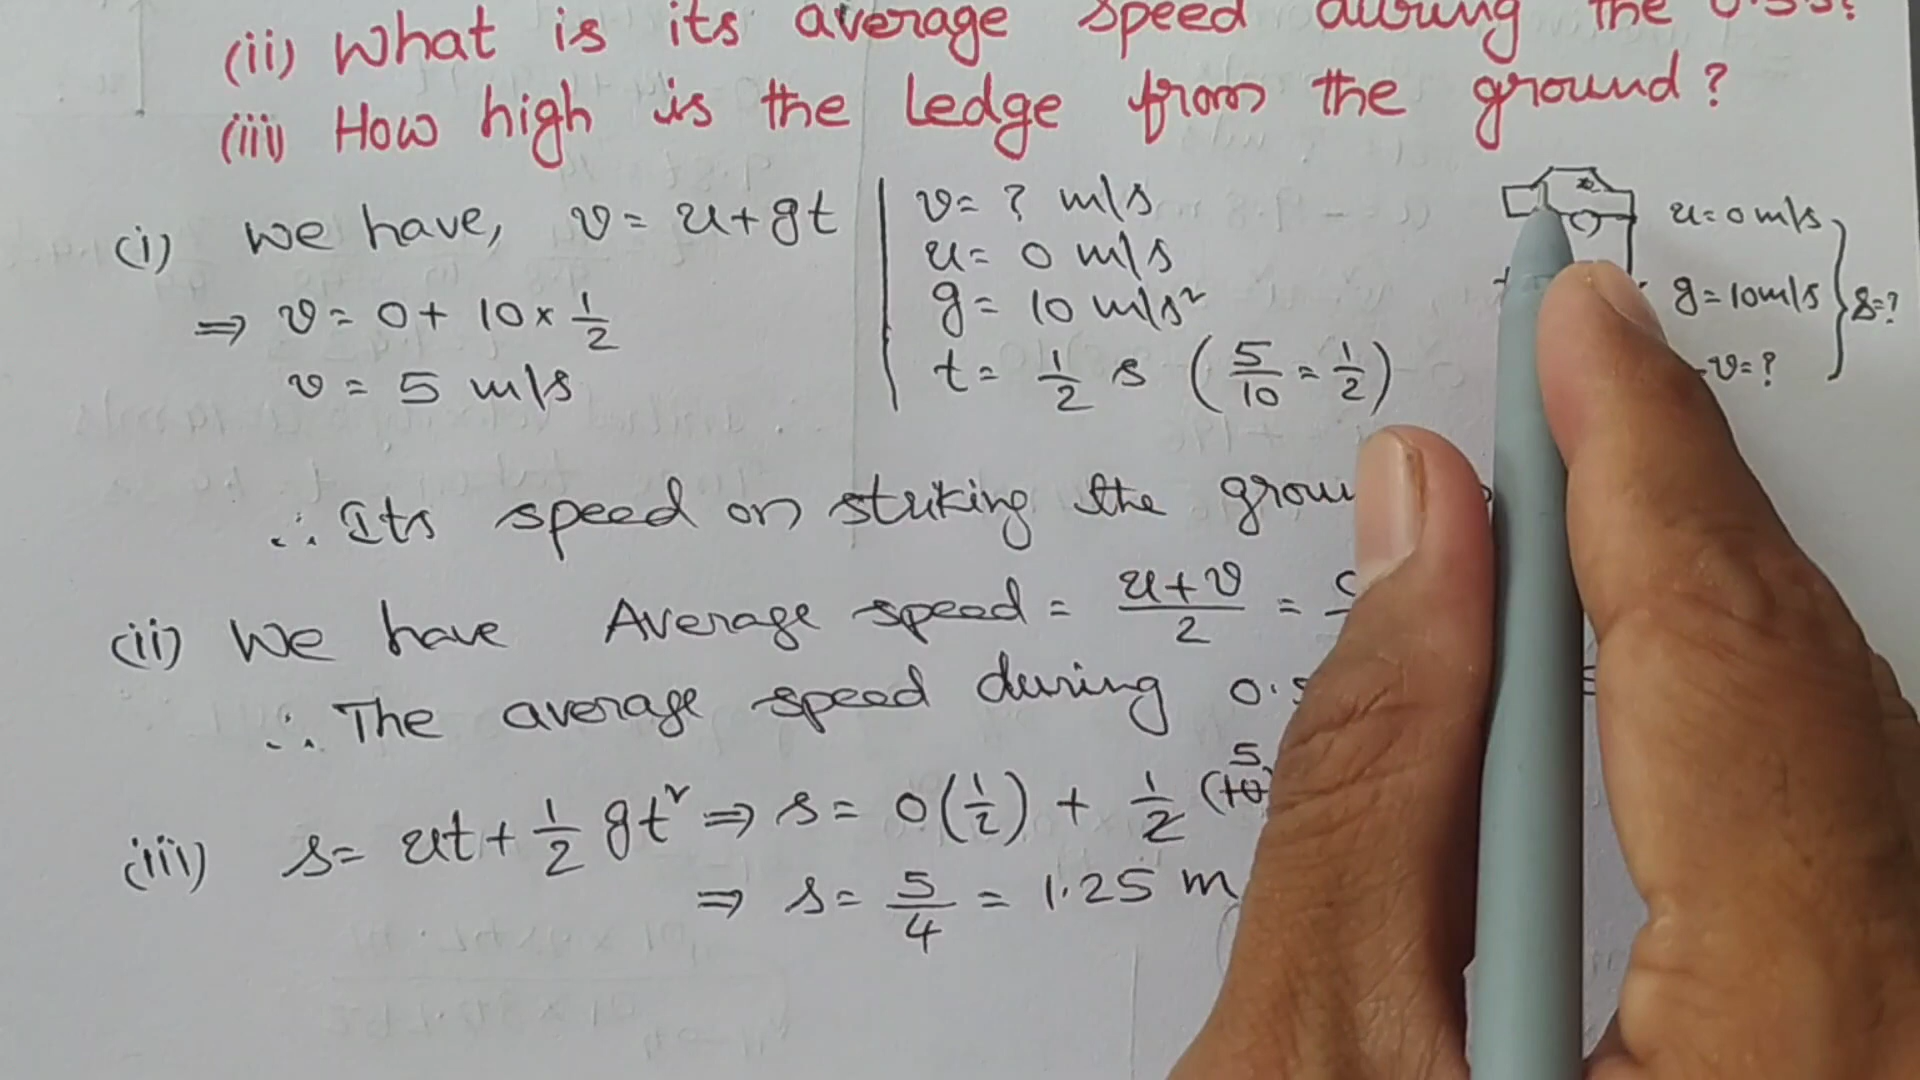 (ii) What is its average speed during the 0.5s?
(iii) How high is the ledge from the ground?
(i) We have, v = u + gt
⇒ v = 0 + 10 × 1/2
v = 5 m/s
v = ? m/s
u = 0 m/s
g = 10 m/s²
t = 1/2 s (5/10 = 1/2)
u = 0 m/s
g = 10 m/s
v = ?
s = ?
∴ Its speed on striking the
(ii) We have Average speed = (u + v)/2 =
∴ The average speed during
(iii) s = ut + 1/2 gt² ⇒ s = 0(1/2) + 1/2 (10
5
⇒ s = 5/4 = 1.25 m